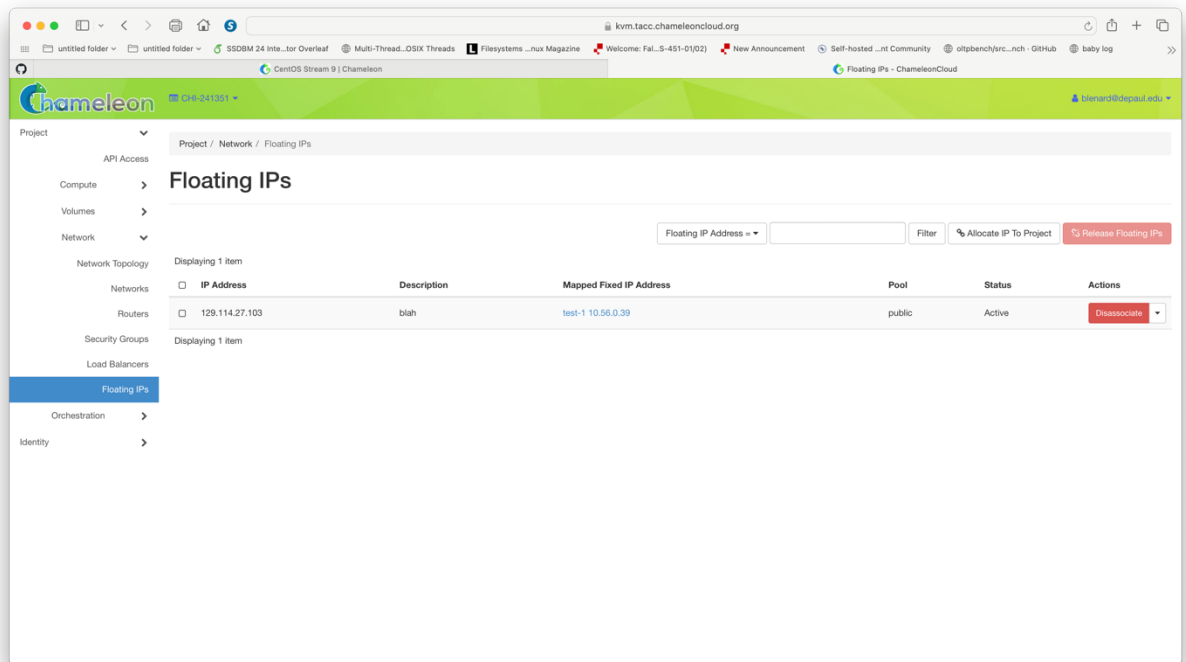 kvm.tacc.chameleoncloud.org
untitled folder untitled folder SSDBM 24 Inte...tor Overleaf Multi-Thread...OSIX Threads Filesystems ...nux Magazine Welcome: Fal...S-451-01/02) New Announcement Self-hosted ...nt Community oltpbench/src...nch · GitHub baby log
CentOS Stream 9 | Chameleon Floating IPs - ChameleonCloud
Chameleon CHI-241351 blenard@depaul.edu
Project
Project / Network / Floating IPs
API Access
Floating IPs
Compute
Volumes
Network
Floating IP Address = Filter Allocate IP To Project Release Floating IPs
Network Topology
Displaying 1 item
Networks
IP Address Description Mapped Fixed IP Address Pool Status Actions
Routers
129.114.27.103 blah test-1 10.56.0.39 public Active Disassociate
Security Groups
Displaying 1 item
Load Balancers
Floating IPs
Orchestration
Identity